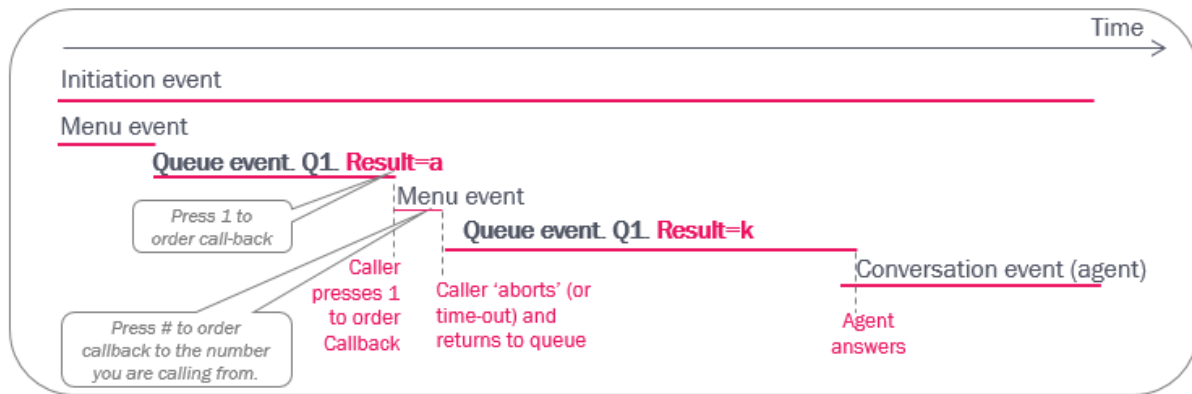 Time
Initiation event
Menu event
Queue event. Q1. Result=a
Menu event
Press 1 to
order call-back
Queue event. Q1. Result=k
Caller
presses 1
to order
Callback
Caller ‘aborts’ (or
time-out) and
returns to queue
Conversation event (agent)
Agent
answers
Press # to order
callback to the number
you are calling from.